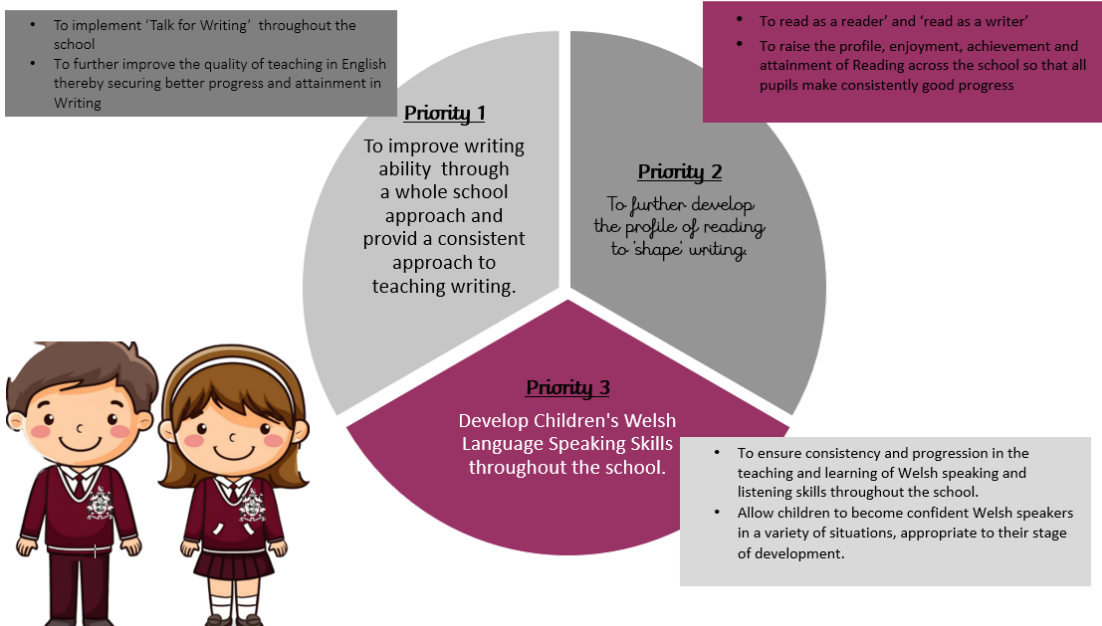 • To implement ‘Talk for Writing’ throughout the
school
• To further improve the quality of teaching in English
thereby securing better progress and attainment in
Writing
• To read as a reader’ and ‘read as a writer’
• To raise the profile, enjoyment, achievement and
attainment of Reading across the school so that all
pupils make consistently good progress
Priority 1
To improve writing
ability through
a whole school
approach and
provid a consistent
approach to
teaching writing.
Priority 2
To further develop
the profile of reading
to 'shape' writing.
Priority 3
Develop Children's Welsh
Language Speaking Skills
throughout the school.
• To ensure consistency and progression in the
teaching and learning of Welsh speaking and
listening skills throughout the school.
• Allow children to become confident Welsh speakers
in a variety of situations, appropriate to their stage
of development.